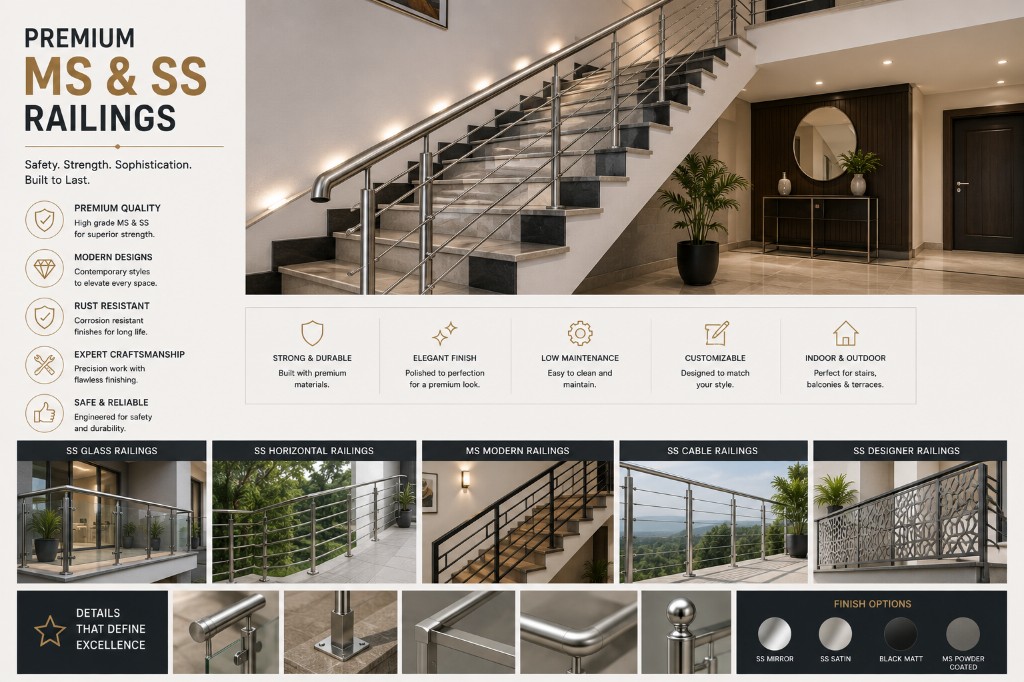 PREMIUM
MS & SS
RAILINGS
Safety. Strength. Sophistication.
Built to Last.
PREMIUM QUALITY
High grade MS & SS
for superior strength.
MODERN DESIGNS
Contemporary styles
to elevate every space.
RUST RESISTANT
Corrosion resistant
finishes for long life.
EXPERT CRAFTSMANSHIP
Precision work with
flawless finishing.
SAFE & RELIABLE
Engineered for safety
and durability.
STRONG & DURABLE
Built with premium
materials.
ELEGANT FINISH
Polished to perfection
for a premium look.
LOW MAINTENANCE
Easy to clean and
maintain.
CUSTOMIZABLE
Designed to match
your style.
INDOOR & OUTDOOR
Perfect for stairs,
balconies & terraces.
SS GLASS RAILINGS
SS HORIZONTAL RAILINGS
MS MODERN RAILINGS
SS CABLE RAILINGS
SS DESIGNER RAILINGS
DETAILS
THAT DEFINE
EXCELLENCE
FINISH OPTIONS
SS MIRROR
SS SATIN
BLACK MATT
MS POWDER
COATED